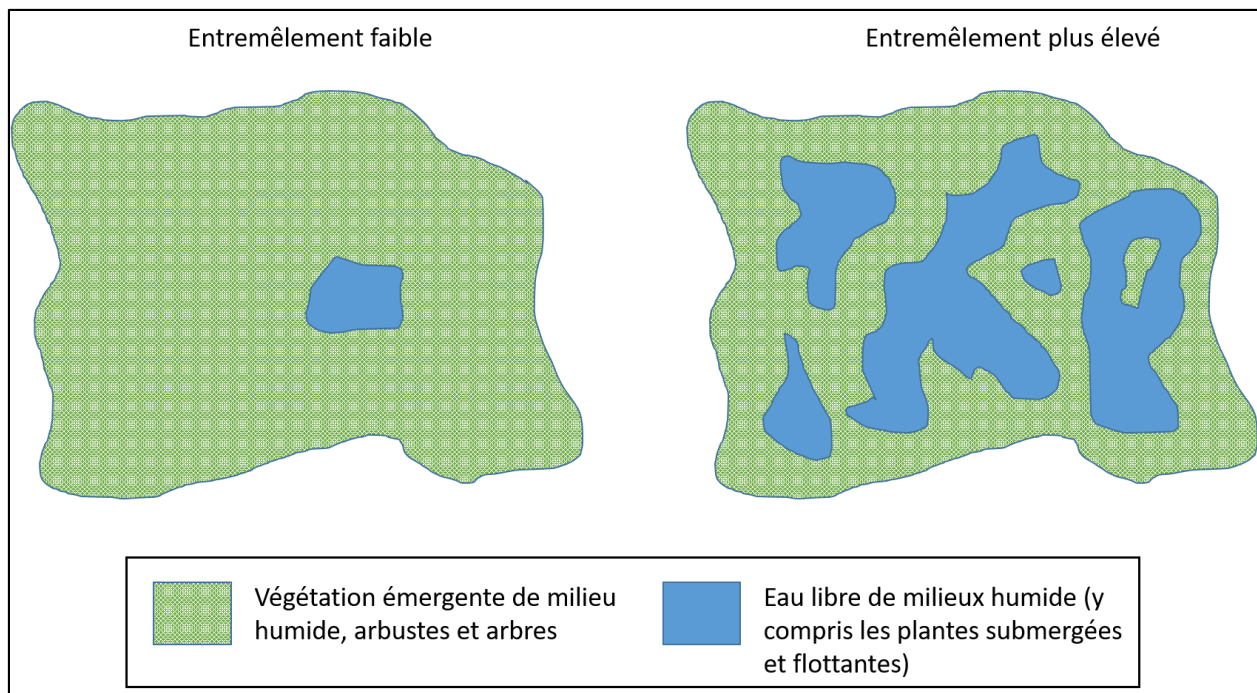 Entremêlement faible
Entremêlement plus élevé
Végétation émergente de milieu
humide, arbustes et arbres
Eau libre de milieux humide (y
compris les plantes submergées
et flottantes)